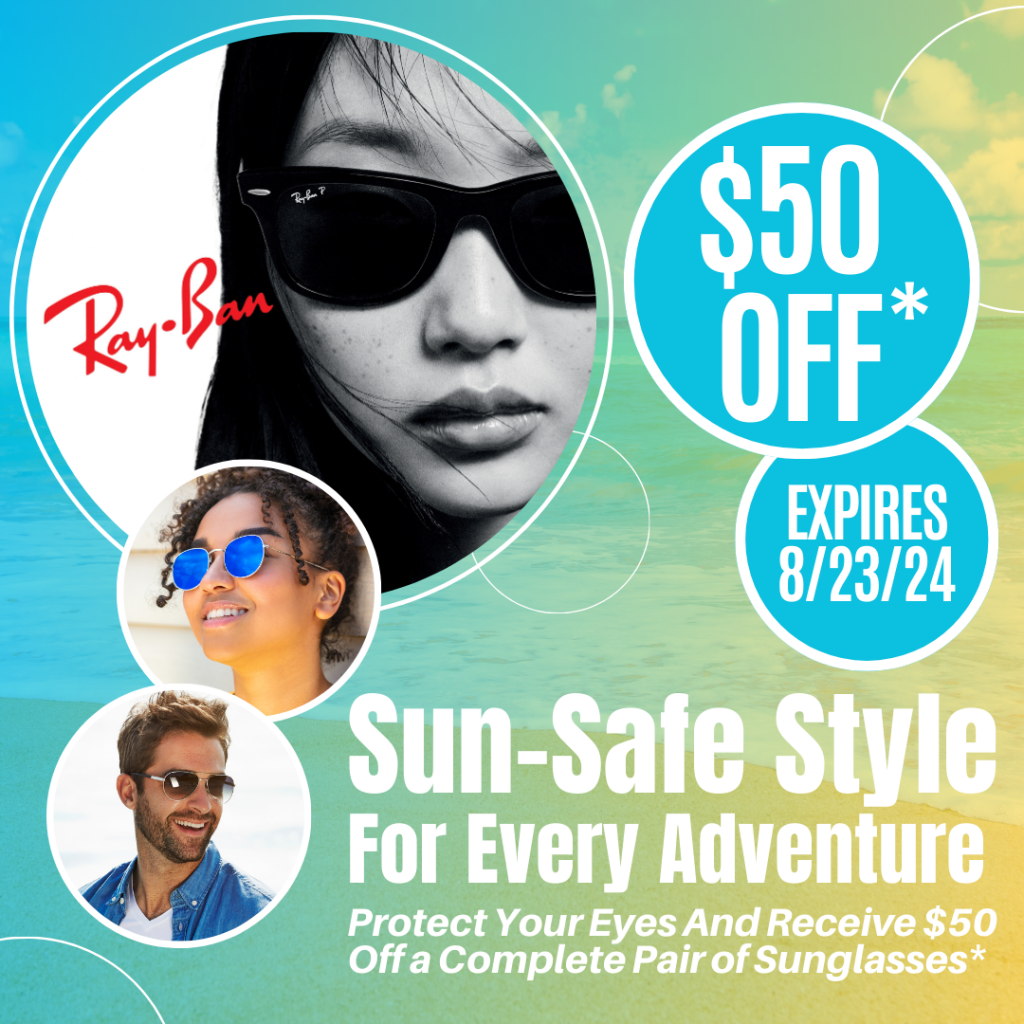 Ray-Ban P
Ray-Ban
$50
OFF*
EXPIRES
8/23/24
Sun-Safe Style
For Every Adventure
Protect Your Eyes And Receive $50
Off a Complete Pair of Sunglasses*